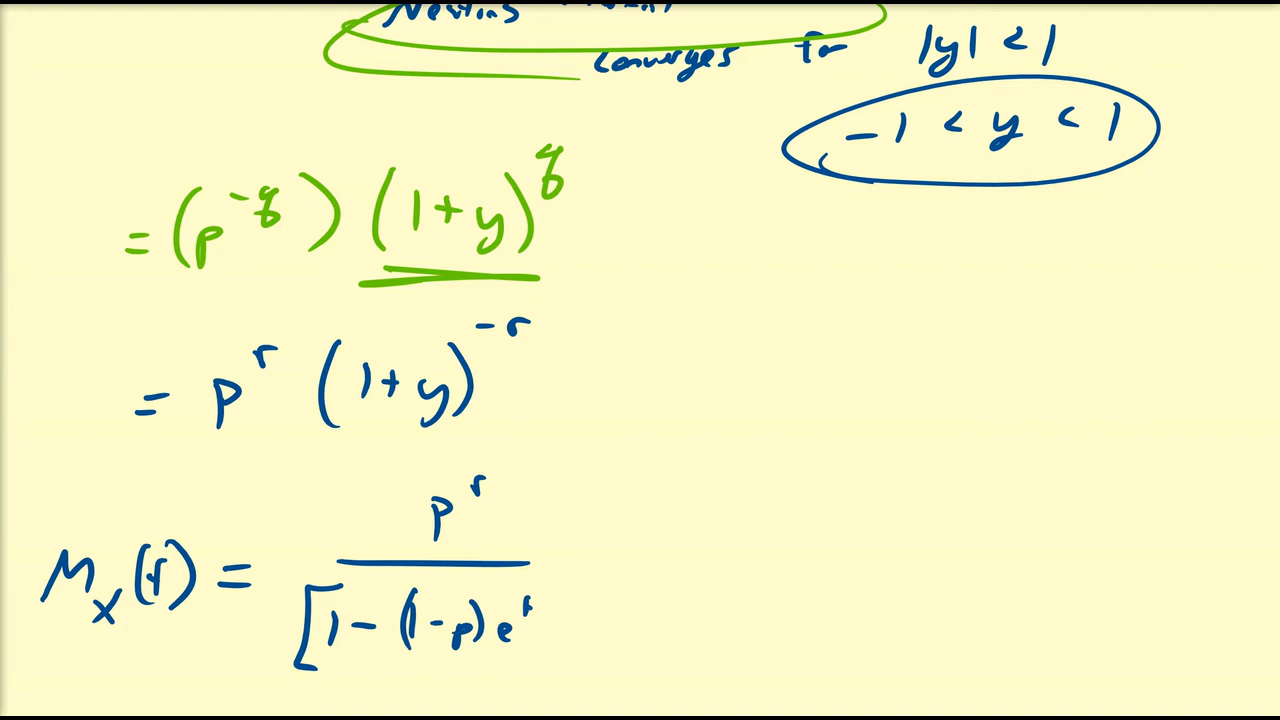 converges for |y| < 1
-1 < y < 1
= (p^{-q}) (1+y)^q
= p^r (1+y)^{-r}
M_X(t) = p^r / [1-(1-p)e^t